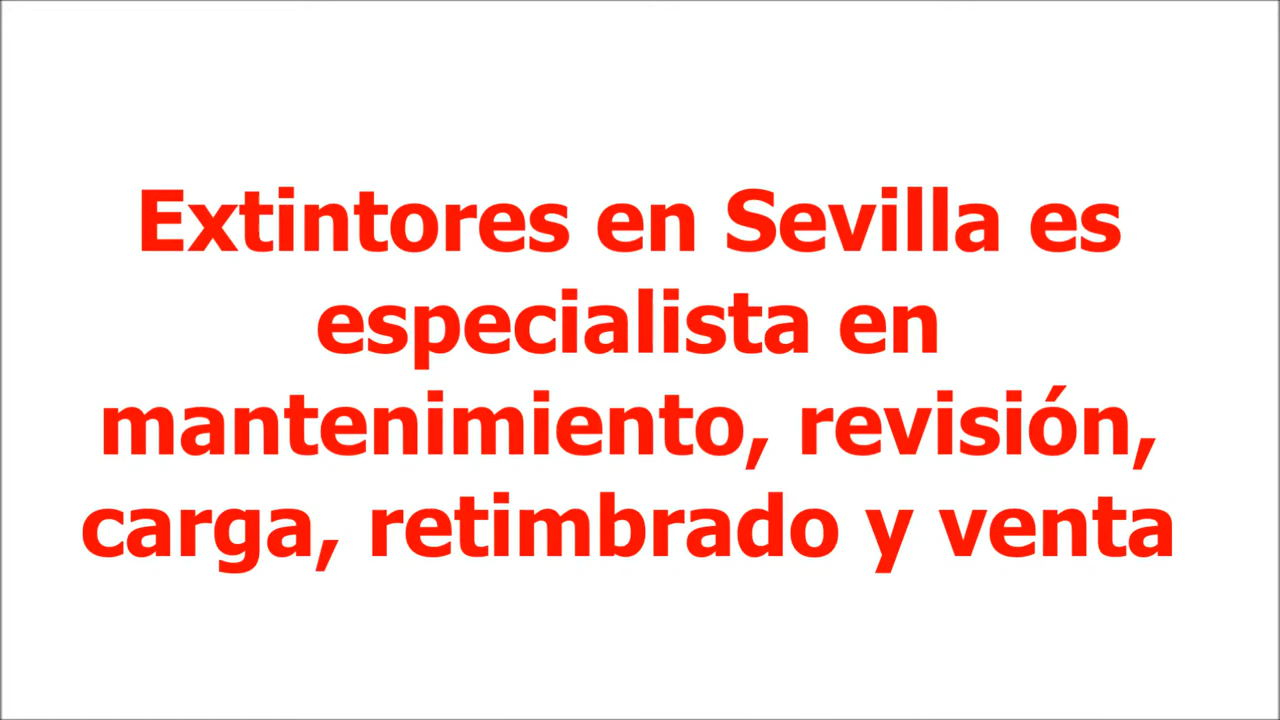 Extintores en Sevilla es
especialista en
mantenimiento, revisión,
carga, retimbrado y venta